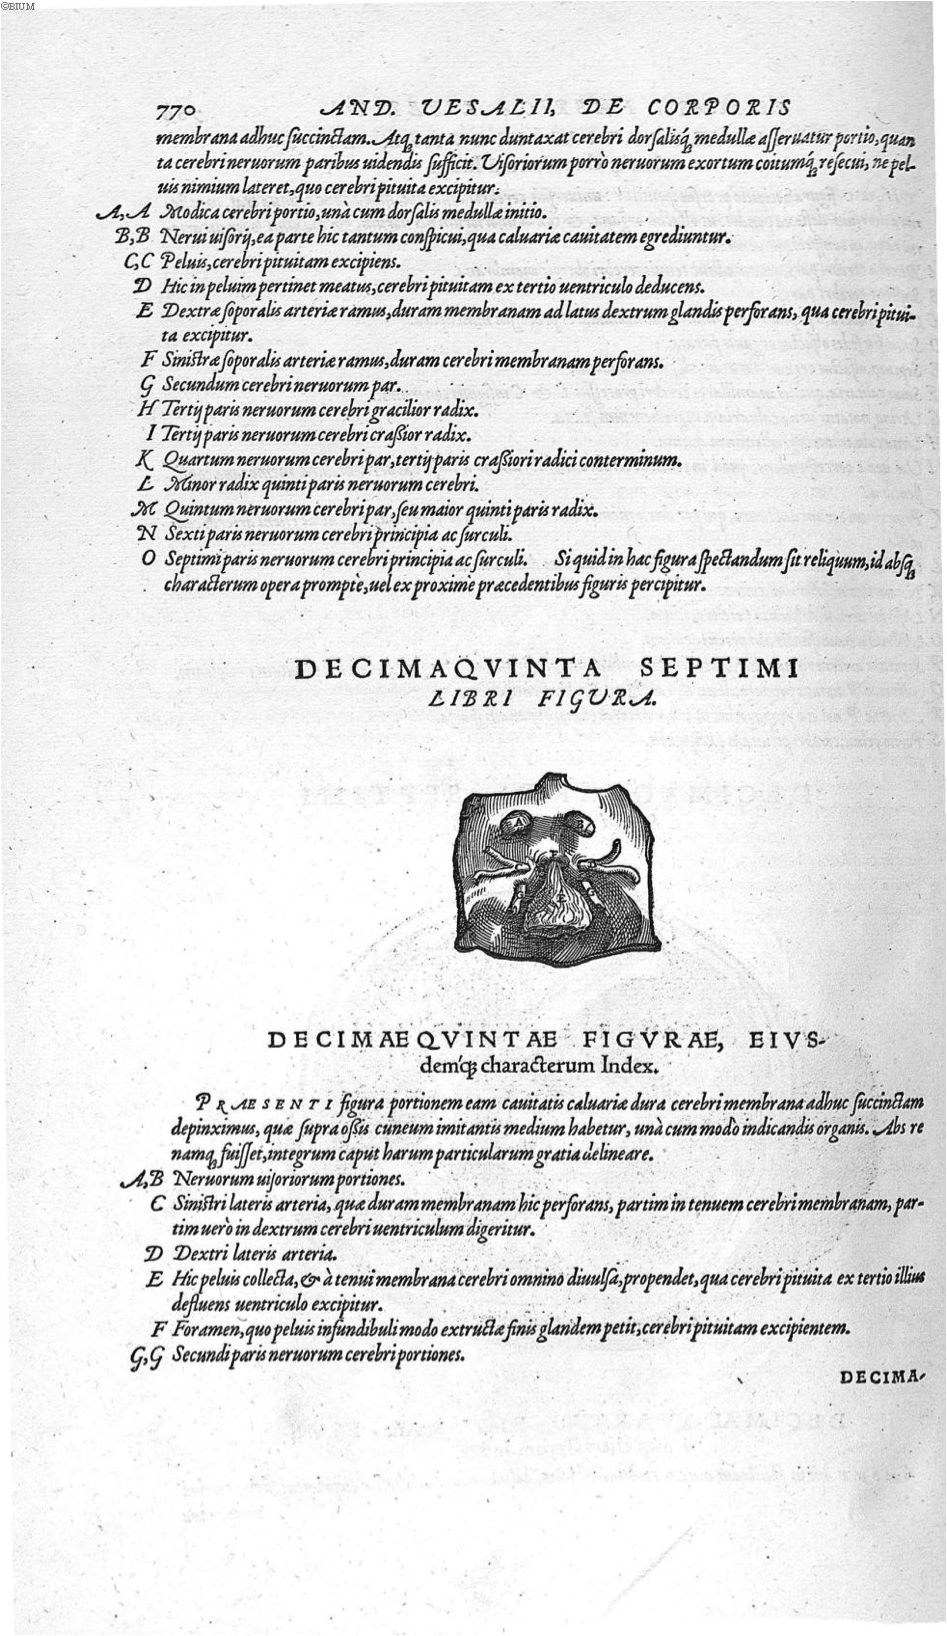 ©BIUM
770 AND. VESALII, DE CORPORIS
membrana adhuc ſuccinctam. Atq́; tanta nunc duntaxat cerebri dorſalisq́; medullæ aſſeruatur portio, quan
ta cerebri neruorum paribus uidendis ſufficit. Viſoriorum porrò neruorum exortum coitumq́; reſecui, ne pel-
uis nimium lateret, quo cerebri pituita excipitur.
A, A Modica cerebri portio, unà cum dorſalis medullæ initio.
B, B Nerui uiſorij, ea parte hic tantum conſpicui, qua caluariæ cauitatem egrediuntur.
C, C Peluis, cerebri pituitam excipiens.
D Hic in peluim pertinet meatus, cerebri pituitam ex tertio uentriculo deducens.
E Dextræ ſoporalis arteriæ ramus, duram membranam ad latus dextrum glandis perforans, qua cerebri pitui-
ta excipitur.
F Siniſtræ ſoporalis arteriæ ramus, duram cerebri membranam perforans.
G Secundum cerebri neruorum par.
H Tertij paris neruorum cerebri gracilior radix.
I Tertij paris neruorum cerebri craßior radix.
K Quartum neruorum cerebri par, tertij paris craßiori radici conterminum.
L Minor radix quinti paris neruorum cerebri.
M Quintum neruorum cerebri par, ſeu maior quinti paris radix.
N Sexti paris neruorum cerebri principia ac ſurculi.
O Septimi paris neruorum cerebri principia ac ſurculi. Si quid in hac figura ſpectandum ſit reliquum, id abſq́;
characterum opera promptè, uel ex proximè præcedentibus figuris percipitur.
DECIMAQVINTA SEPTIMI
LIBRI FIGURA.
A B
F
E
DECIMAEQVINTAE FIGVRAE, EIVS-
demq́; characterum Index.
PRAESENTI figura portionem eam cauitatis caluariæ dura cerebri membrana adhuc ſuccinctam
depinximus, quæ ſupra oſſis cuneum imitantis medium habetur, unà cum modò indicandis organis. Abs re
namq́; fuiſſet, integrum caput harum particularum gratia delineare.
A, B Neruorum uiſoriorum portiones.
C Siniſtri lateris arteria, quæ duram membranam hic perforans, partim in tenuem cerebri membranam, par-
tim uerò in dextrum cerebri uentriculum digeritur.
D Dextri lateris arteria.
E Hic peluis collecta, & à tenui membrana cerebri omnino diuulſa, propendet, qua cerebri pituita ex tertio illius
defluens uentriculo excipitur.
F Foramen, quo peluis infundibuli modo extructæ finis glandem petit, cerebri pituitam excipientem.
G, G Secundi paris neruorum cerebri portiones.
DECIMA-